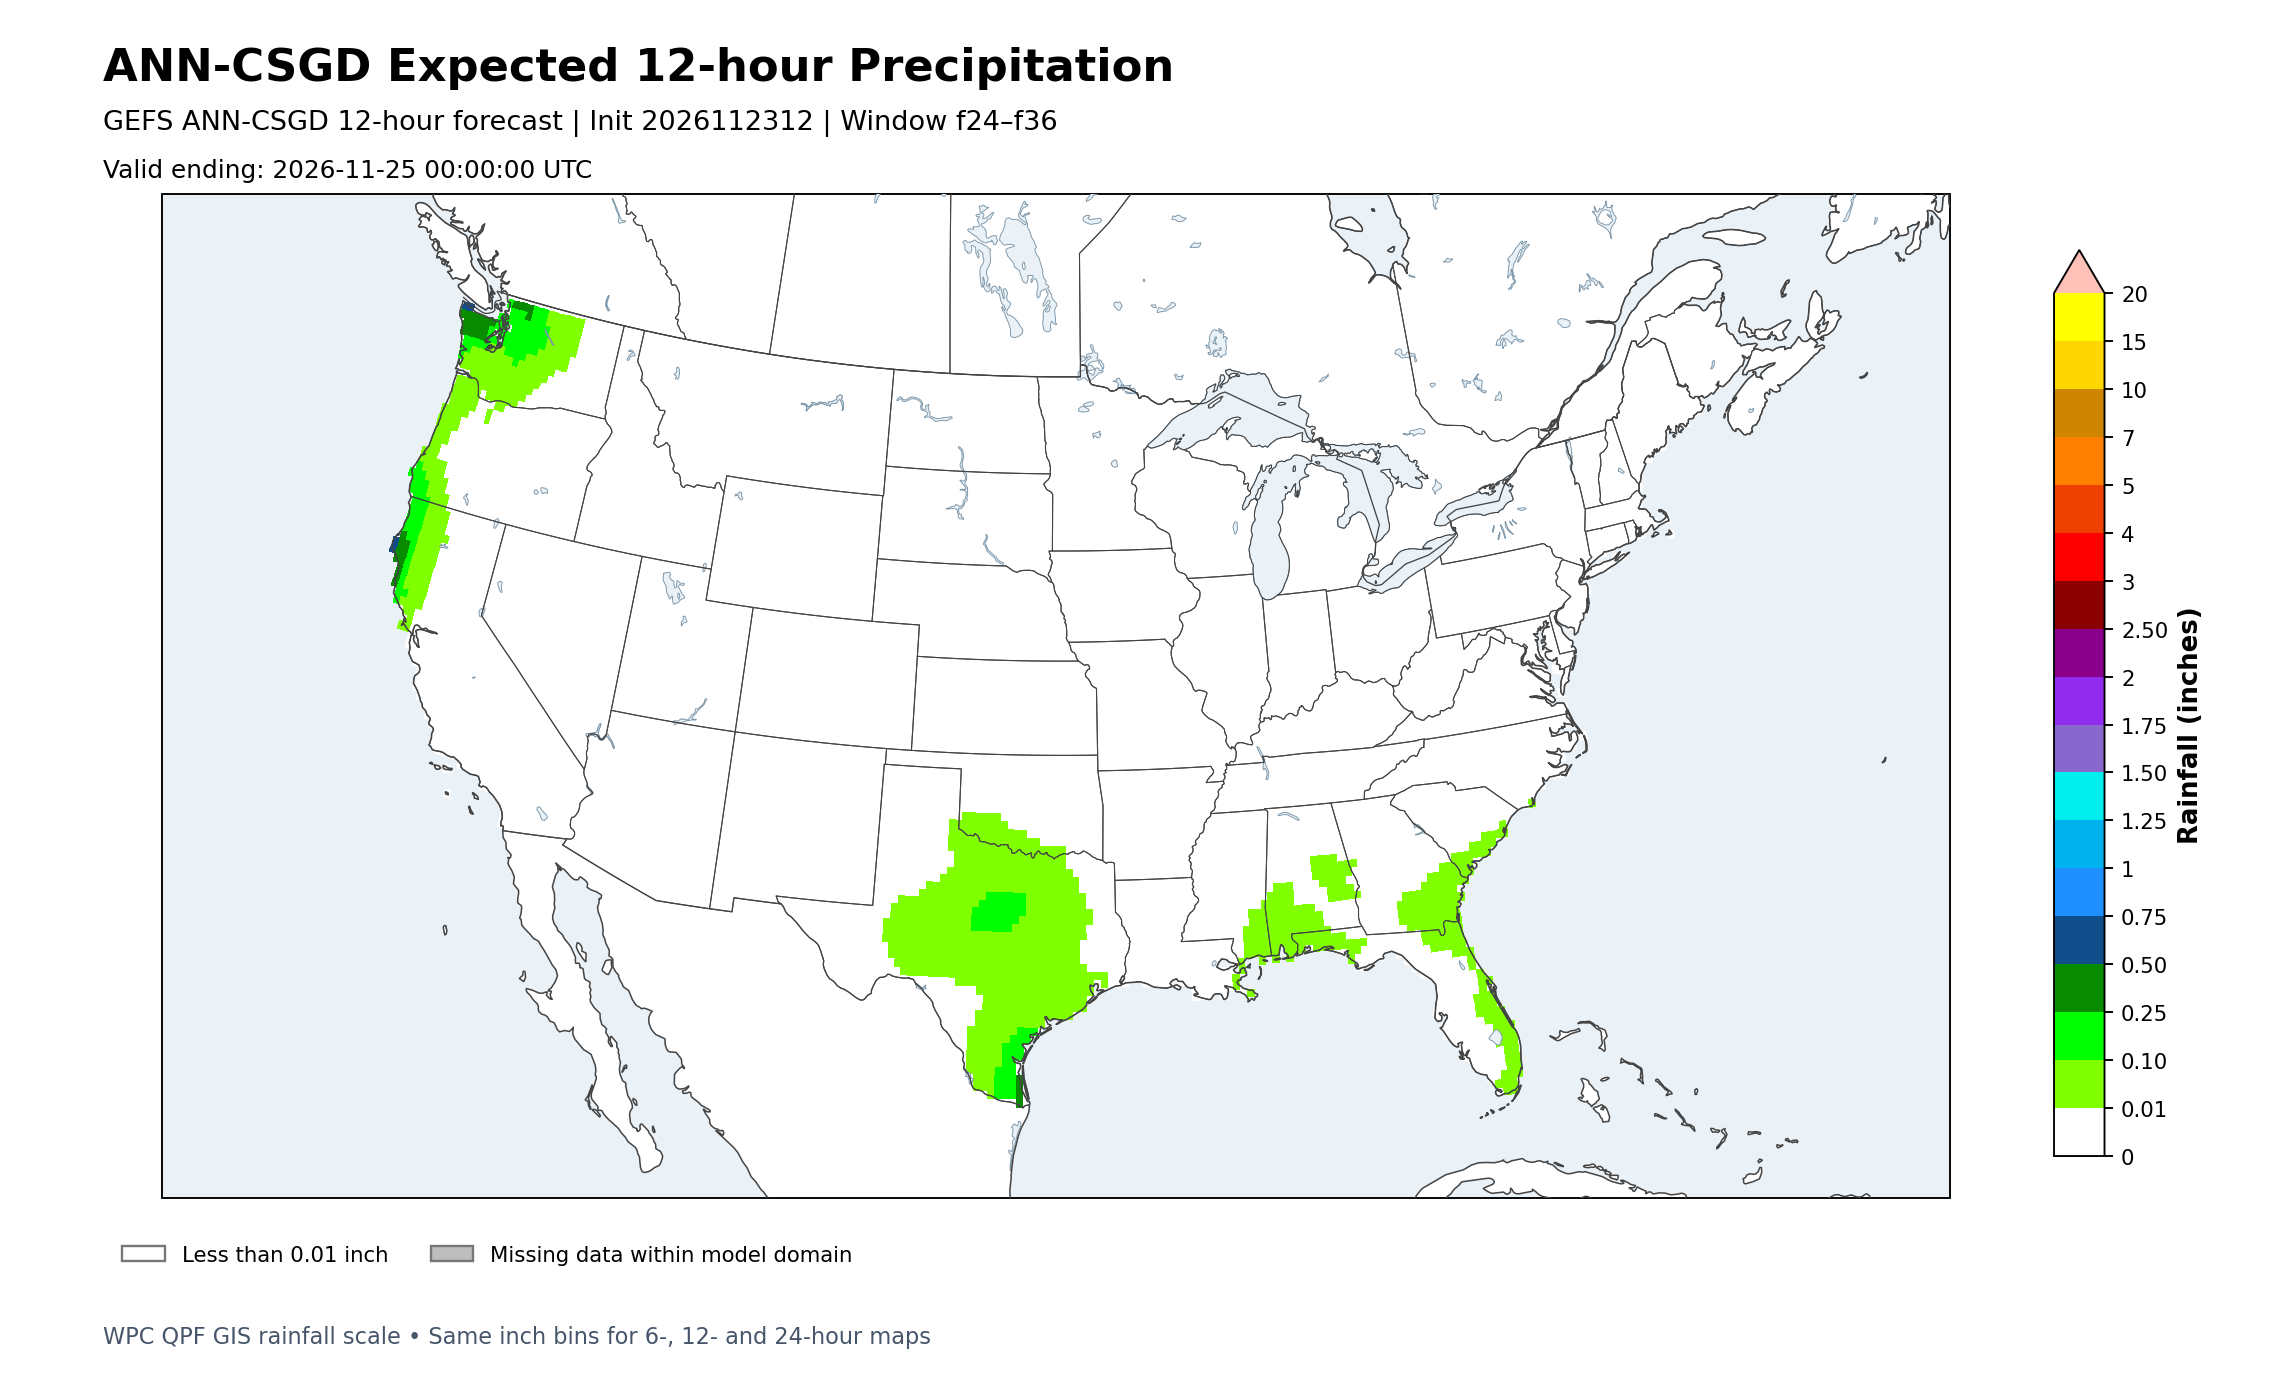 ANN-CSGD Expected 12-hour Precipitation
GEFS ANN-CSGD 12-hour forecast | Init 2026112312 | Window f24–f36
Valid ending: 2026-11-25 00:00:00 UTC
20
15
10
7
5
4
3
2.50
2
1.75
1.50
1.25
1
0.75
0.50
0.25
0.10
0.01
0
Rainfall (inches)
Less than 0.01 inch
Missing data within model domain
WPC QPF GIS rainfall scale • Same inch bins for 6-, 12- and 24-hour maps